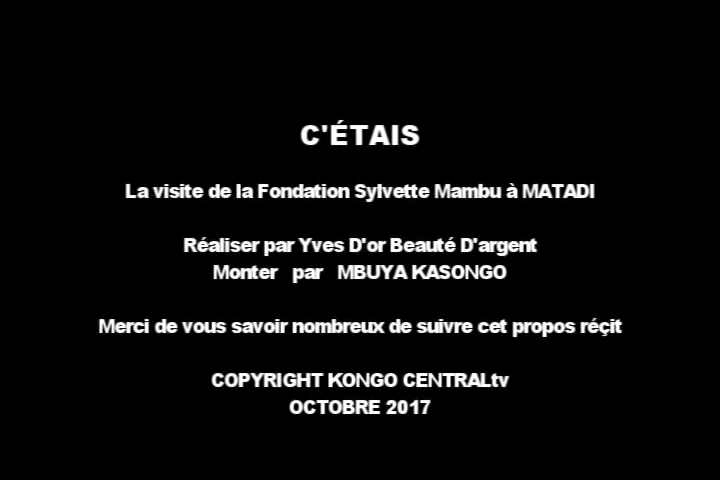 C'ÉTAIS
La visite de la Fondation Sylvette Mambu à MATADI
Réaliser par Yves D'or Beauté D'argent
Monter par MBUYA KASONGO
Merci de vous savoir nombreux de suivre cet propos réçit
COPYRIGHT KONGO CENTRALtv
OCTOBRE 2017